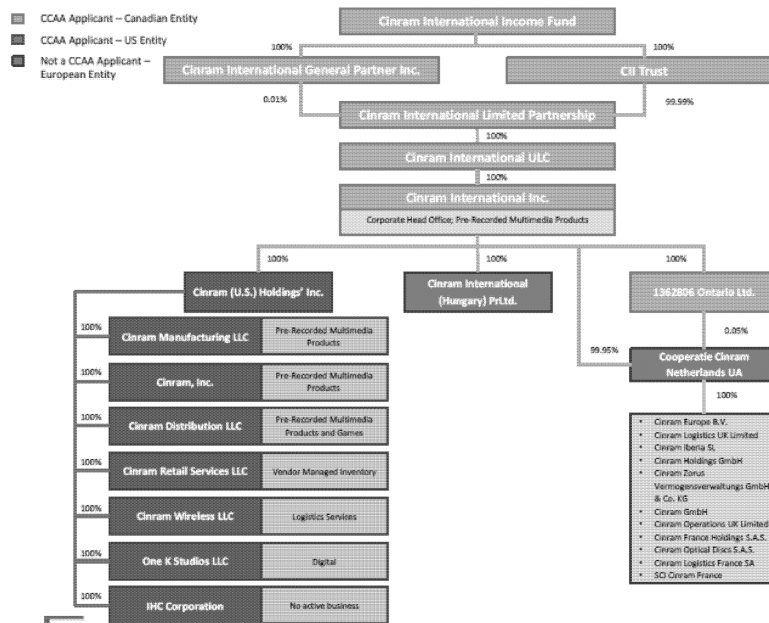 CCAA Applicant – Canadian Entity
CCAA Applicant – US Entity
Not a CCAA Applicant –
European Entity
Cinram International Income Fund
100%
100%
Cinram International General Partner Inc.
CII Trust
0.01%
99.99%
Cinram International Limited Partnership
100%
Cinram International ULC
100%
Cinram International Inc.
Corporate Head Office; Pre-Recorded Multimedia Products
100%
100%
100%
Cinram (U.S.) Holdings' Inc.
Cinram International
(Hungary) PrLtd.
1362806 Ontario Ltd.
100%
Cinram Manufacturing LLC
Pre-Recorded Multimedia
Products
0.05%
99.95%
Cooperatie Cinram
Netherlands UA
100%
Cinram, Inc.
Pre-Recorded Multimedia
Products
100%
100%
Cinram Distribution LLC
Pre-Recorded Multimedia
Products and Games
100%
Cinram Retail Services LLC
Vendor Managed Inventory
100%
Cinram Wireless LLC
Logistics Services
100%
One K Studios LLC
Digital
100%
IHC Corporation
No active business
• Cinram Europe B.V.
• Cinram Logistics UK Limited
• Cinram Iberia SL
• Cinram Holdings GmbH
• Cinram Zorus
Vermogensverwaltungs GmbH
& Co. KG
• Cinram GmbH
• Cinram Operations UK Limited
• Cinram France Holdings S.A.S.
• Cinram Optical Discs S.A.S.
• Cinram Logistics France SA
• SCI Cinram France